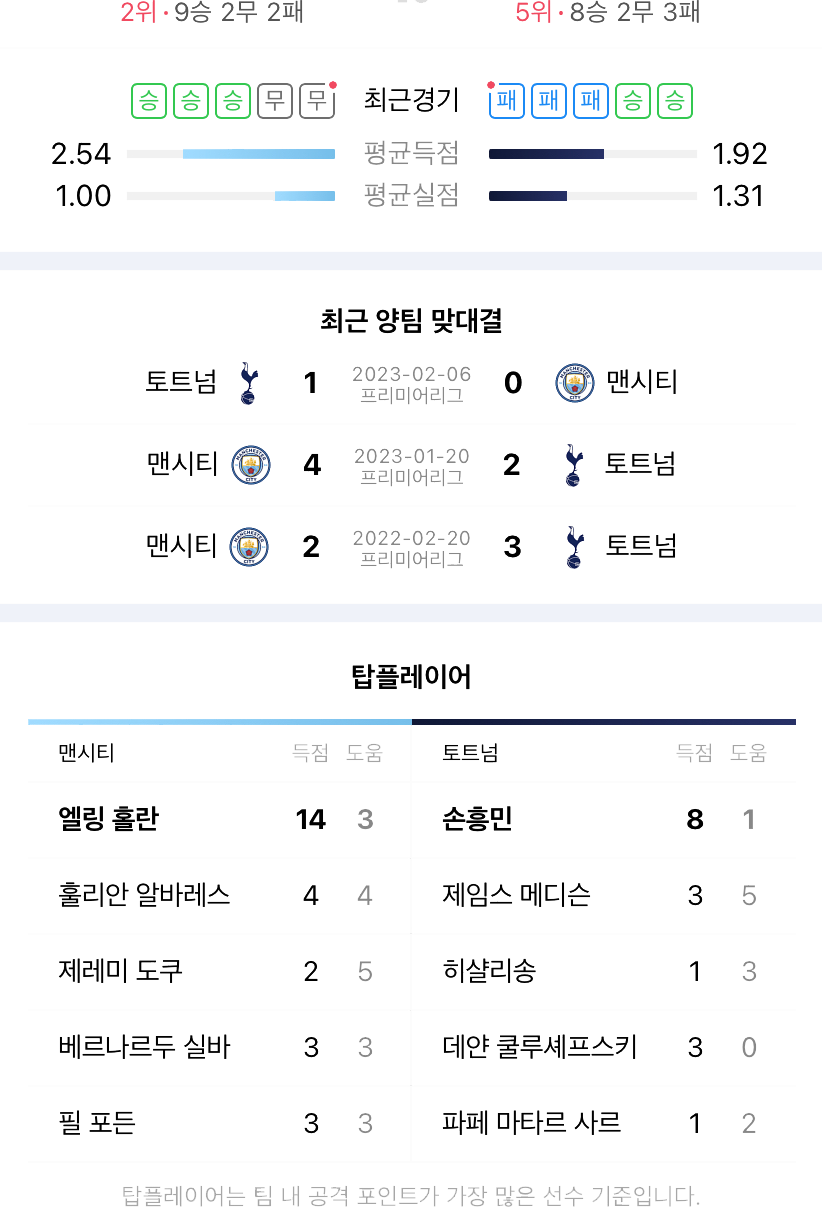 2위 · 9승 2무 2패 5위 · 8승 2무 3패
승 승 승 무 무 최근경기 패 패 패 승 승
2.54 평균득점 1.92
1.00 평균실점 1.31
최근 양팀 맞대결
토트넘 1 2023-02-06 프리미어리그 0 맨시티
맨시티 4 2023-01-20 프리미어리그 2 토트넘
맨시티 2 2022-02-20 프리미어리그 3 토트넘
탑플레이어
맨시티 득점 도움 토트넘 득점 도움
엘링 홀란 14 3 손흥민 8 1
훌리안 알바레스 4 4 제임스 메디슨 3 5
제레미 도쿠 2 5 히샬리송 1 3
베르나르두 실바 3 3 데얀 쿨루셰프스키 3 0
필 포든 3 3 파페 마타르 사르 1 2
탑플레이어는 팀 내 공격 포인트가 가장 많은 선수 기준입니다.